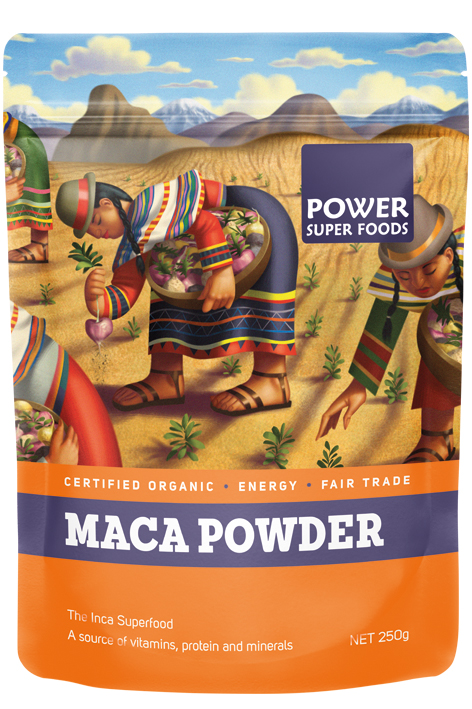 POWER
SUPER FOODS
CERTIFIED ORGANIC • ENERGY • FAIR TRADE
MACA POWDER
The Inca Superfood
A source of vitamins, protein and minerals
NET 250g